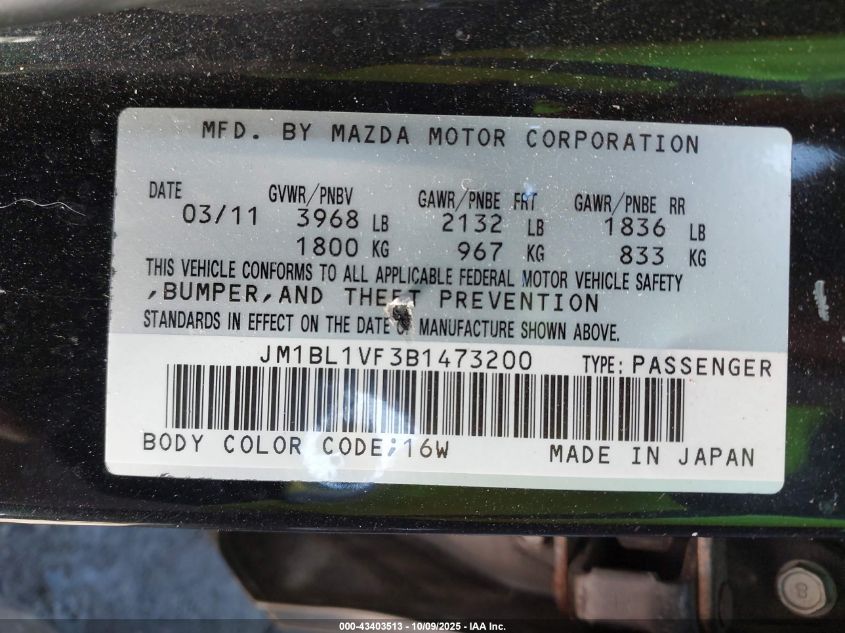 MFD. BY MAZDA MOTOR CORPORATION
DATE GVWR/PNBV GAWR/PNBE FRT GAWR/PNBE RR
03/11 3968 LB 2132 LB 1836 LB
1800 KG 967 KG 833 KG
THIS VEHICLE CONFORMS TO ALL APPLICABLE FEDERAL MOTOR VEHICLE SAFETY
,BUMPER,AND THEFT PREVENTION
STANDARDS IN EFFECT ON THE DATE OF MANUFACTURE SHOWN ABOVE.
JM1BL1VF3B1473200 TYPE: PASSENGER
BODY COLOR CODE;16W MADE IN JAPAN
8
000-43403513 - 10/09/2025 - IAA Inc.